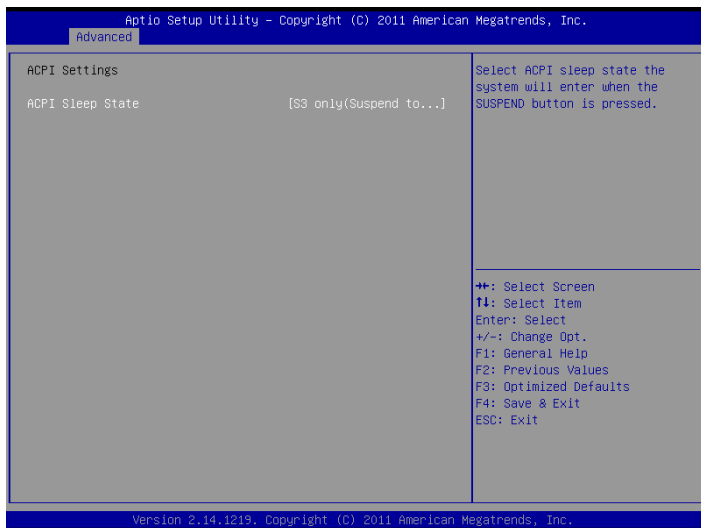 Aptio Setup Utility – Copyright (C) 2011 American Megatrends, Inc.
Advanced
ACPI Settings
ACPI Sleep State [S3 only(Suspend to...]
Select ACPI sleep state the
system will enter when the
SUSPEND button is pressed.
→←: Select Screen
↑↓: Select Item
Enter: Select
+/-: Change Opt.
F1: General Help
F2: Previous Values
F3: Optimized Defaults
F4: Save & Exit
ESC: Exit
Version 2.14.1219. Copyright (C) 2011 American Megatrends, Inc.